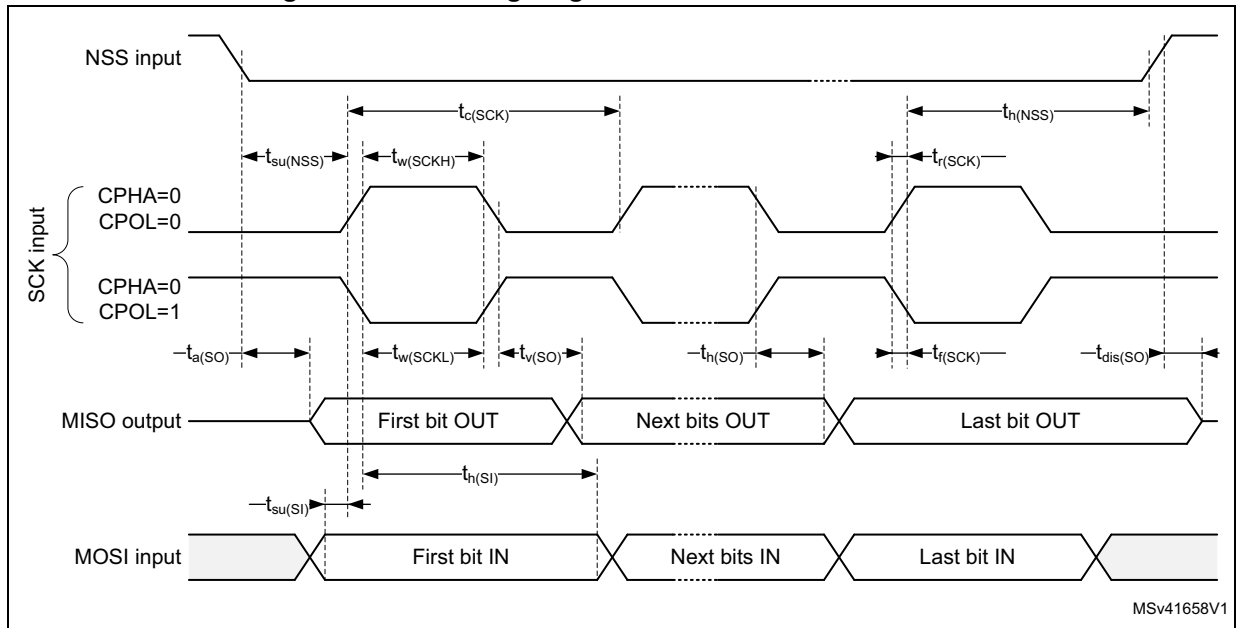 NSS input
tc(SCK)
th(NSS)
tsu(NSS)
tw(SCKH)
tr(SCK)
SCK input
CPHA=0
CPOL=0
CPHA=0
CPOL=1
ta(SO)
tw(SCKL)
tv(SO)
th(SO)
tf(SCK)
tdis(SO)
MISO output
First bit OUT
Next bits OUT
Last bit OUT
th(SI)
tsu(SI)
MOSI input
First bit IN
Next bits IN
Last bit IN
MSv41658V1